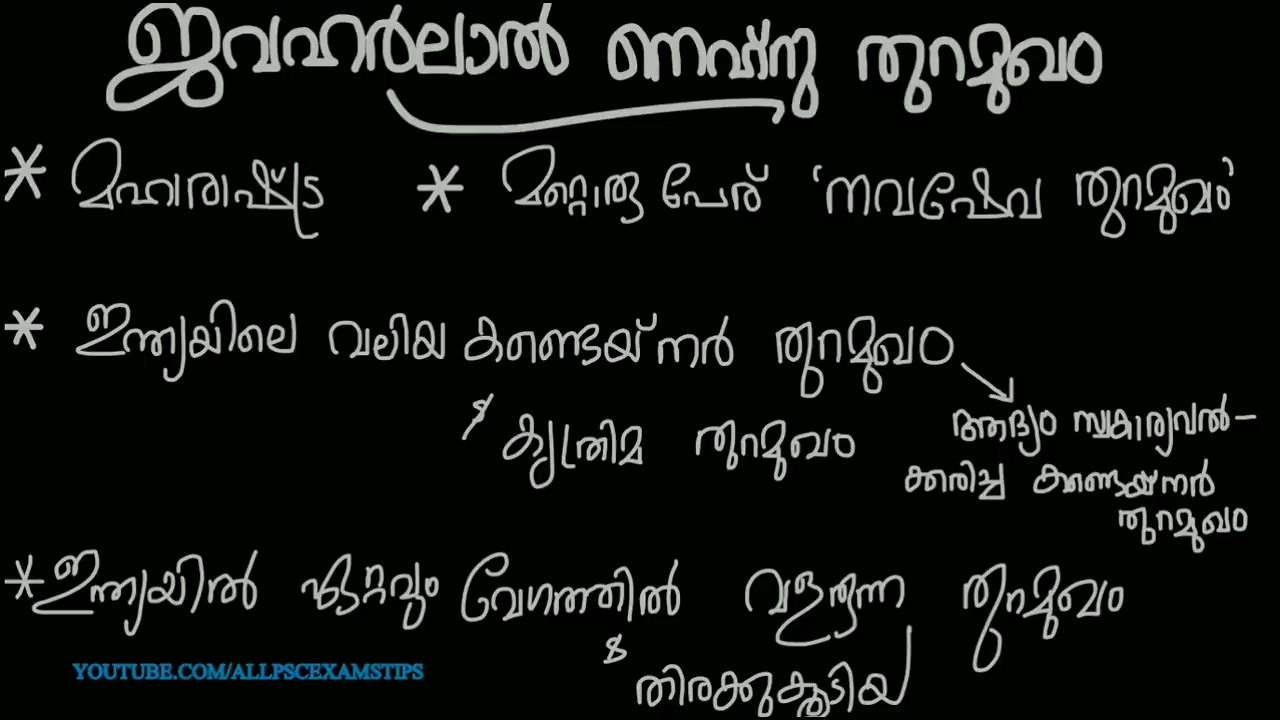 ജവഹർലാൽ നെഹ്റു തുറമുഖം
* മഹാരാഷ്ട്ര * മറ്റൊരു പേര് 'നവഷേവ തുറമുഖം'
* ഇന്ത്യയിലെ വലിയ കണ്ടെയ്നർ തുറമുഖം
& കൃത്രിമ തുറമുഖം
ആദ്യം സ്വകാര്യവൽ-
ക്കരിച്ച കണ്ടെയ്നർ
തുറമുഖം
* ഇന്ത്യയിൽ ഏറ്റവും വേഗത്തിൽ വളരുന്ന തുറമുഖം
& തിരക്കുകൂടിയ
YOUTUBE.COM/ALLPSCEXAMSTIPS